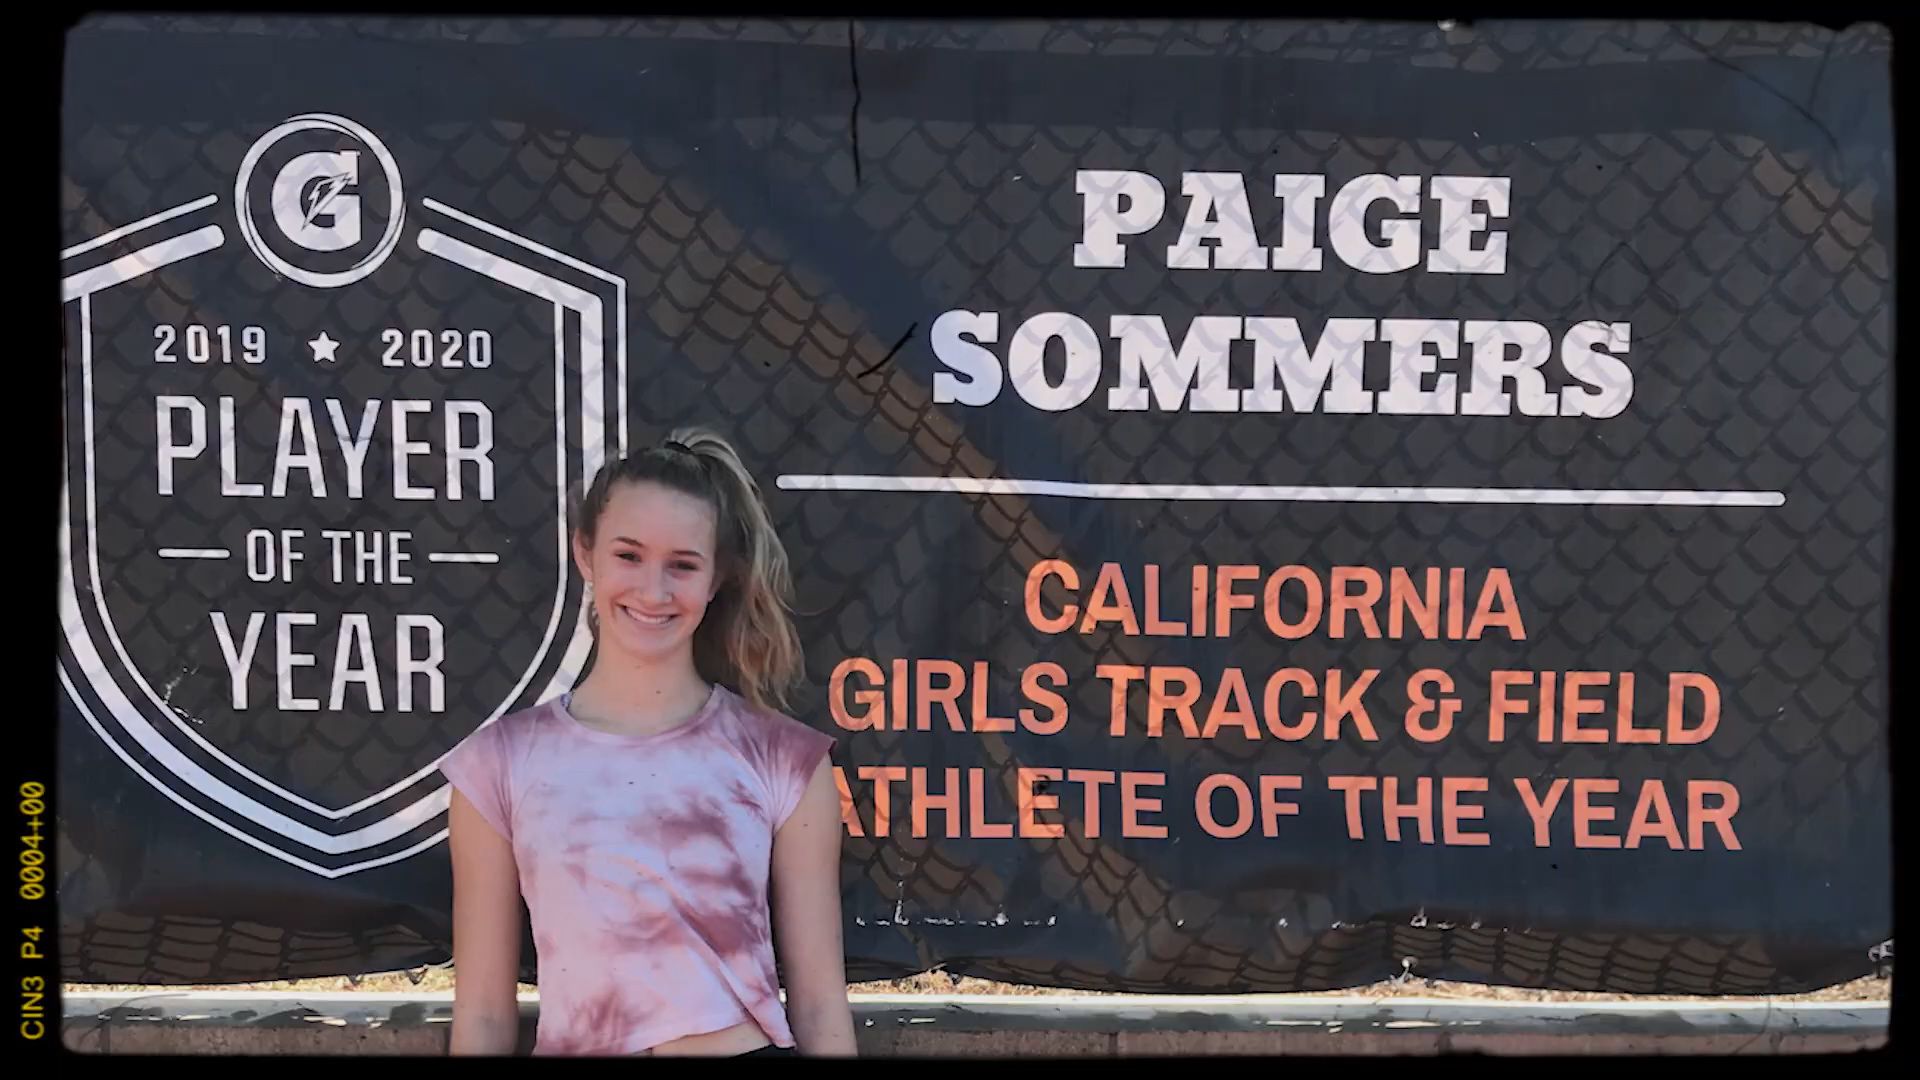 G
2019 ★ 2020
PLAYER
OF THE
YEAR
PAIGE
SOMMERS
CALIFORNIA
GIRLS TRACK & FIELD
ATHLETE OF THE YEAR
CIN3 P4 0004+00